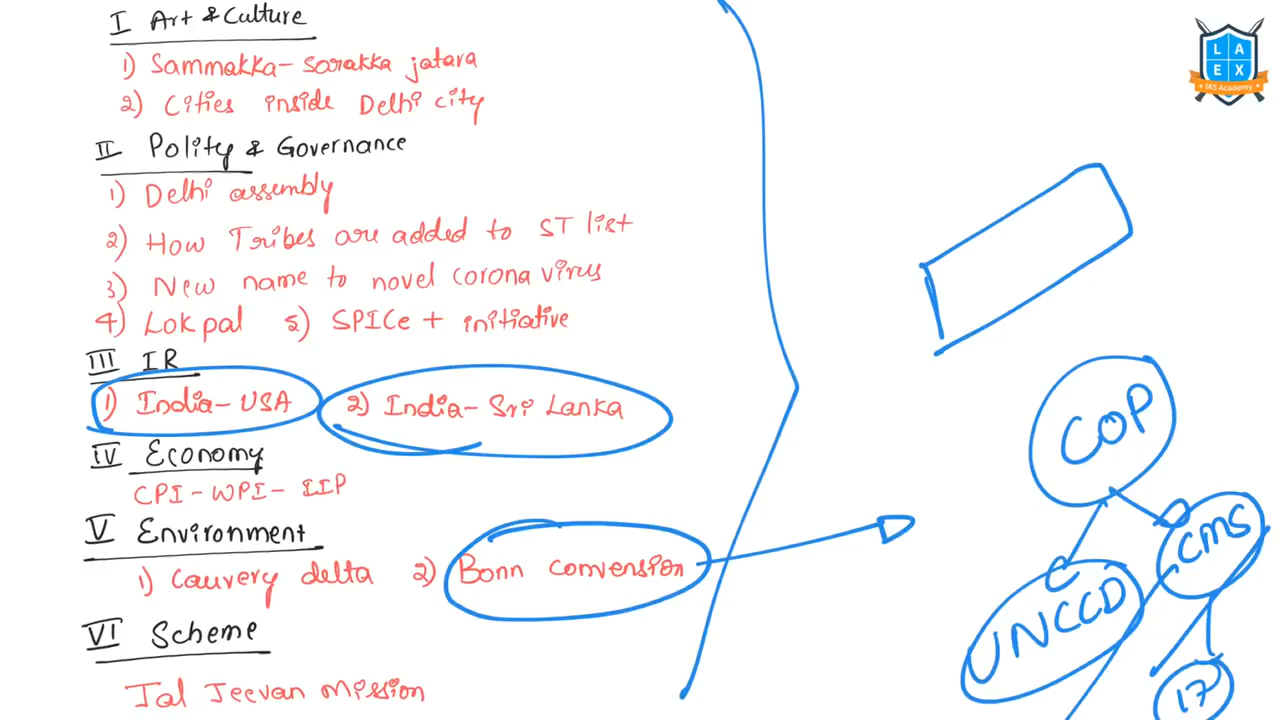 I Art & Culture
1) Sammakka-Sarakka jatara
2) Cities inside Delhi city
II Polity & Governance
1) Delhi assembly
2) How Tribes are added to ST list
3) New name to novel corona virus
4) Lokpal 5) SPICe + initiative
III IR
1) India-USA 2) India-Sri Lanka
IV Economy
CPI-WPI-IIP
V Environment
1) Cauvery delta 2) Bonn convension
VI Scheme
Jal Jeevan Mission
COP
CMS
UNCCD
17
L A
E X
IAS Academy